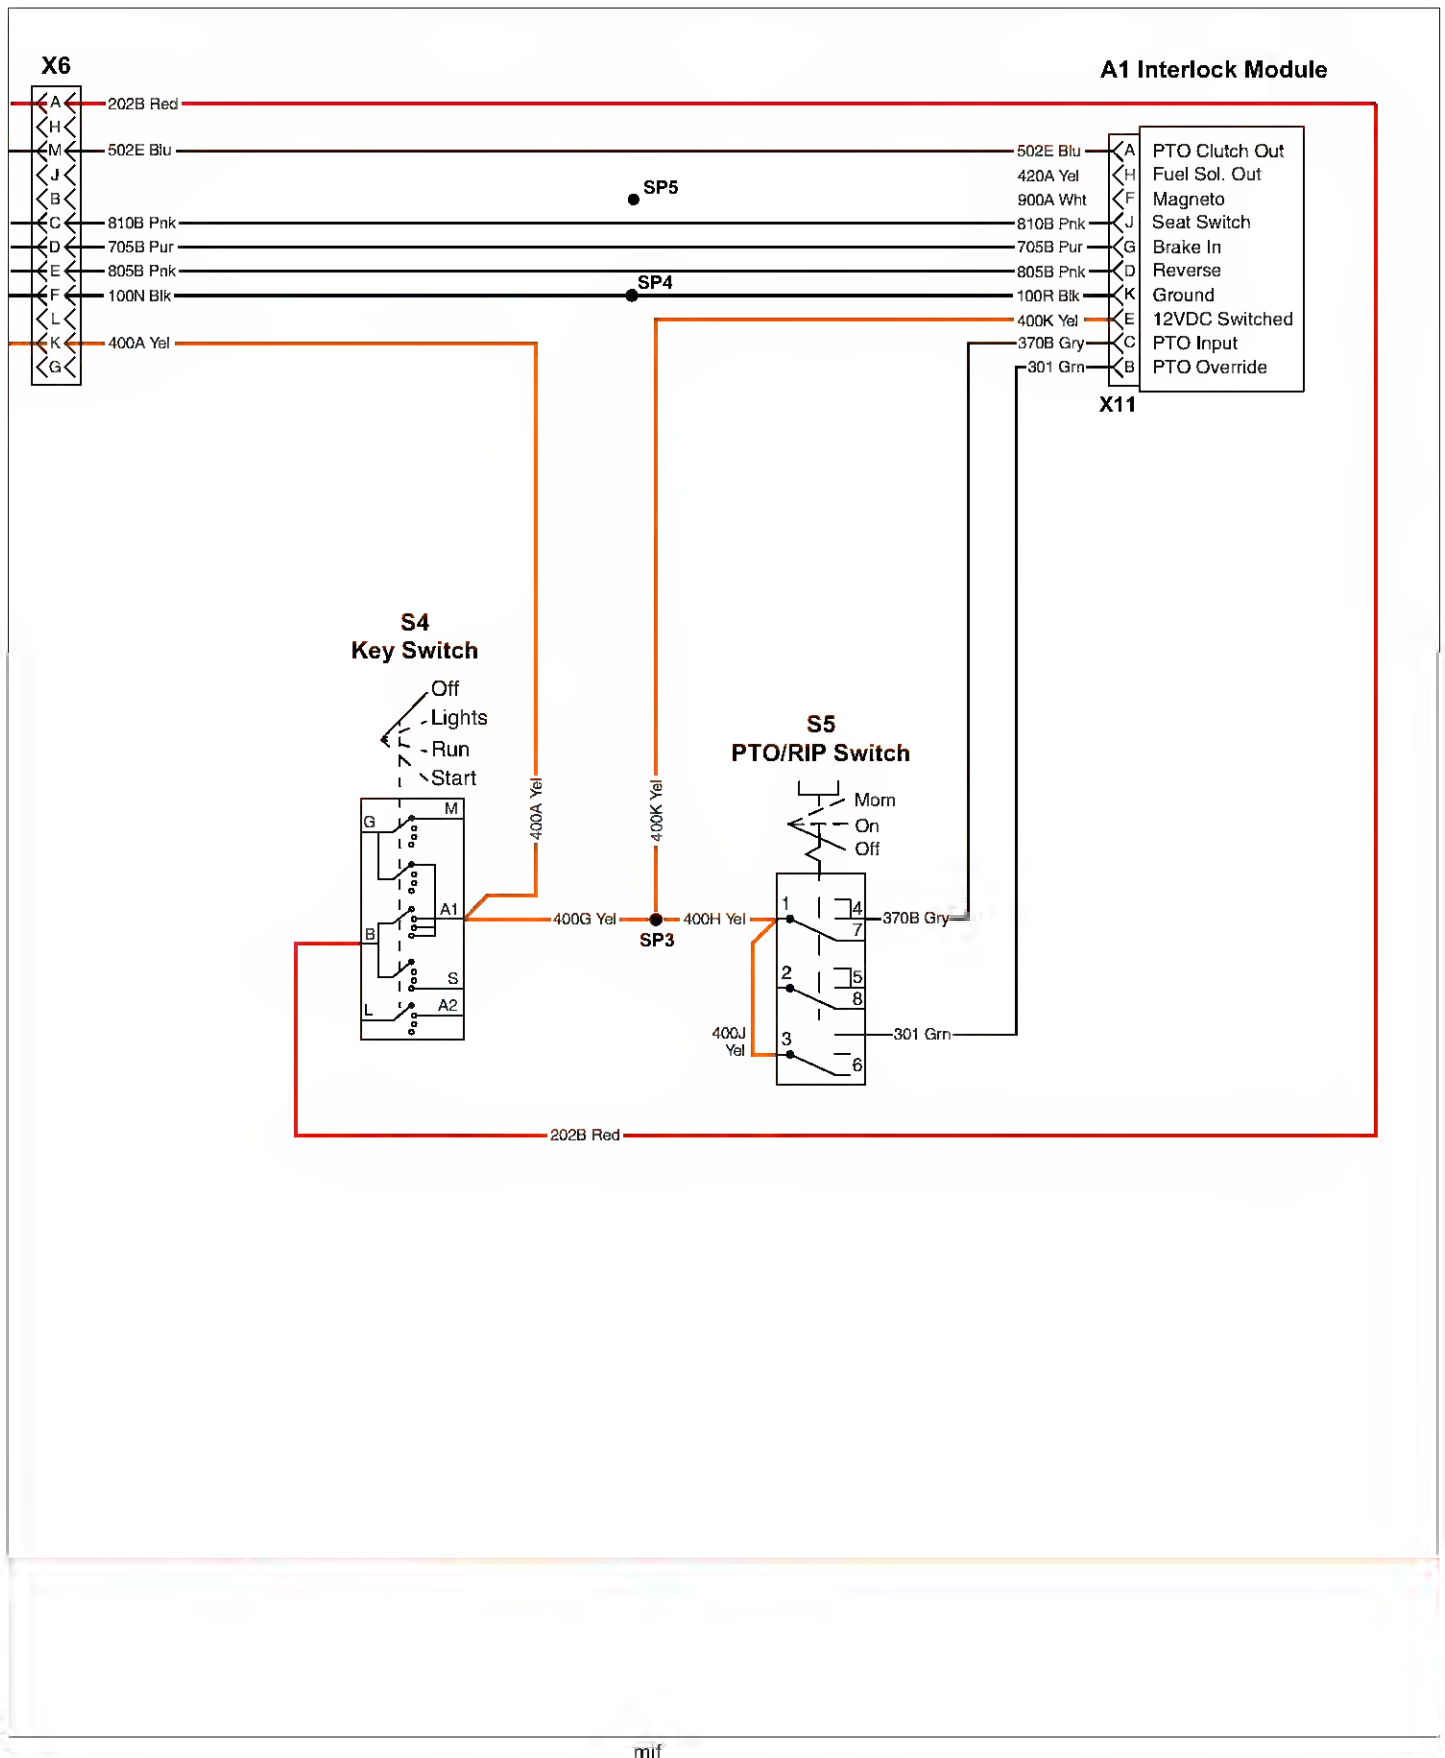 X6
A1 Interlock Module
A 202B Red
H
M 502E Blu 502E Blu A PTO Clutch Out
J 420A Yel H Fuel Sol. Out
SP5
B 900A Wht F Magneto
C 810B Pnk 810B Pnk J Seat Switch
D 705B Pur 705B Pur G Brake In
E 805B Pnk 805B Pnk D Reverse
SP4
F 100N Blk 100R Blk K Ground
L 400K Yel E 12VDC Switched
K 400A Yel 370B Gry C PTO Input
G 301 Grn B PTO Override
X11
S4
Key Switch
Off
Lights
Run
Start
S5
PTO/RIP Switch
Mom
On
Off
400A Yel
400K Yel
M
G
A1
B
S
L
A2
400G Yel
SP3
400H Yel
1
4
7
370B Gry
2
5
8
400J
Yel
3
6
301 Grn
202B Red
mif